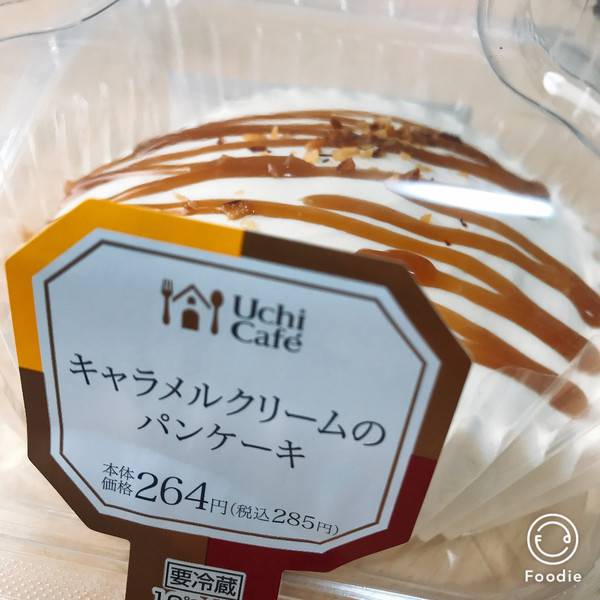 Uchi
Café
キャラメルクリームの
パンケーキ
本体
価格264円(税込285円)
要冷蔵
Foodie